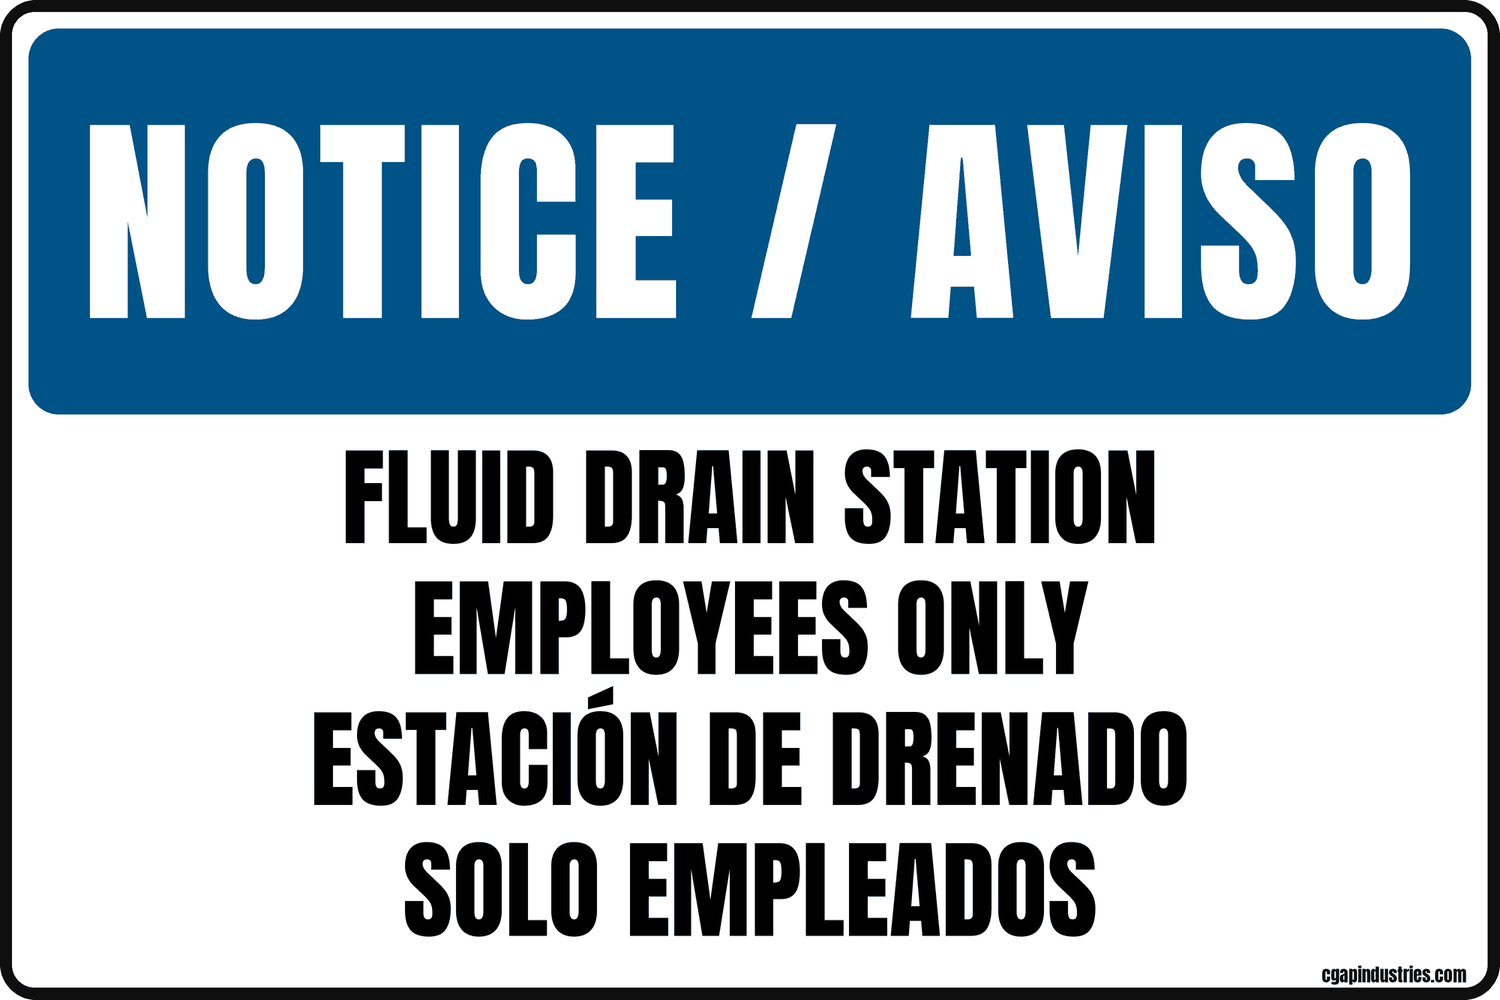 NOTICE / AVISO
FLUID DRAIN STATION
EMPLOYEES ONLY
ESTACIÓN DE DRENADO
SOLO EMPLEADOS
cgapindustries.com